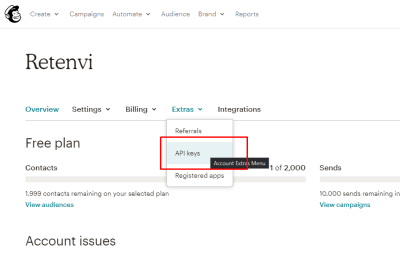 Create Campaigns Automate Audience Brand Reports
Retenvi
Overview Settings Billing Extras Integrations
Referrals
API keys
Account Extras Menu
Registered apps
Free plan
Contacts
1 of 2,000
1,999 contacts remaining on your selected plan
View audiences
Sends
10,000 sends remaining in
View campaigns
Account issues